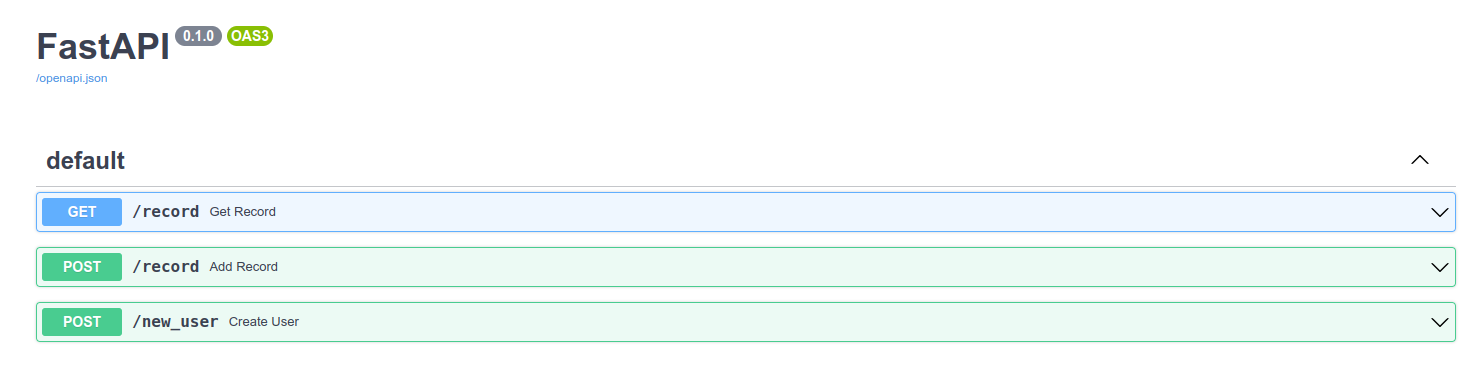 FastAPI 0.1.0 OAS3
/openapi.json
default
GET /record Get Record
POST /record Add Record
POST /new_user Create User